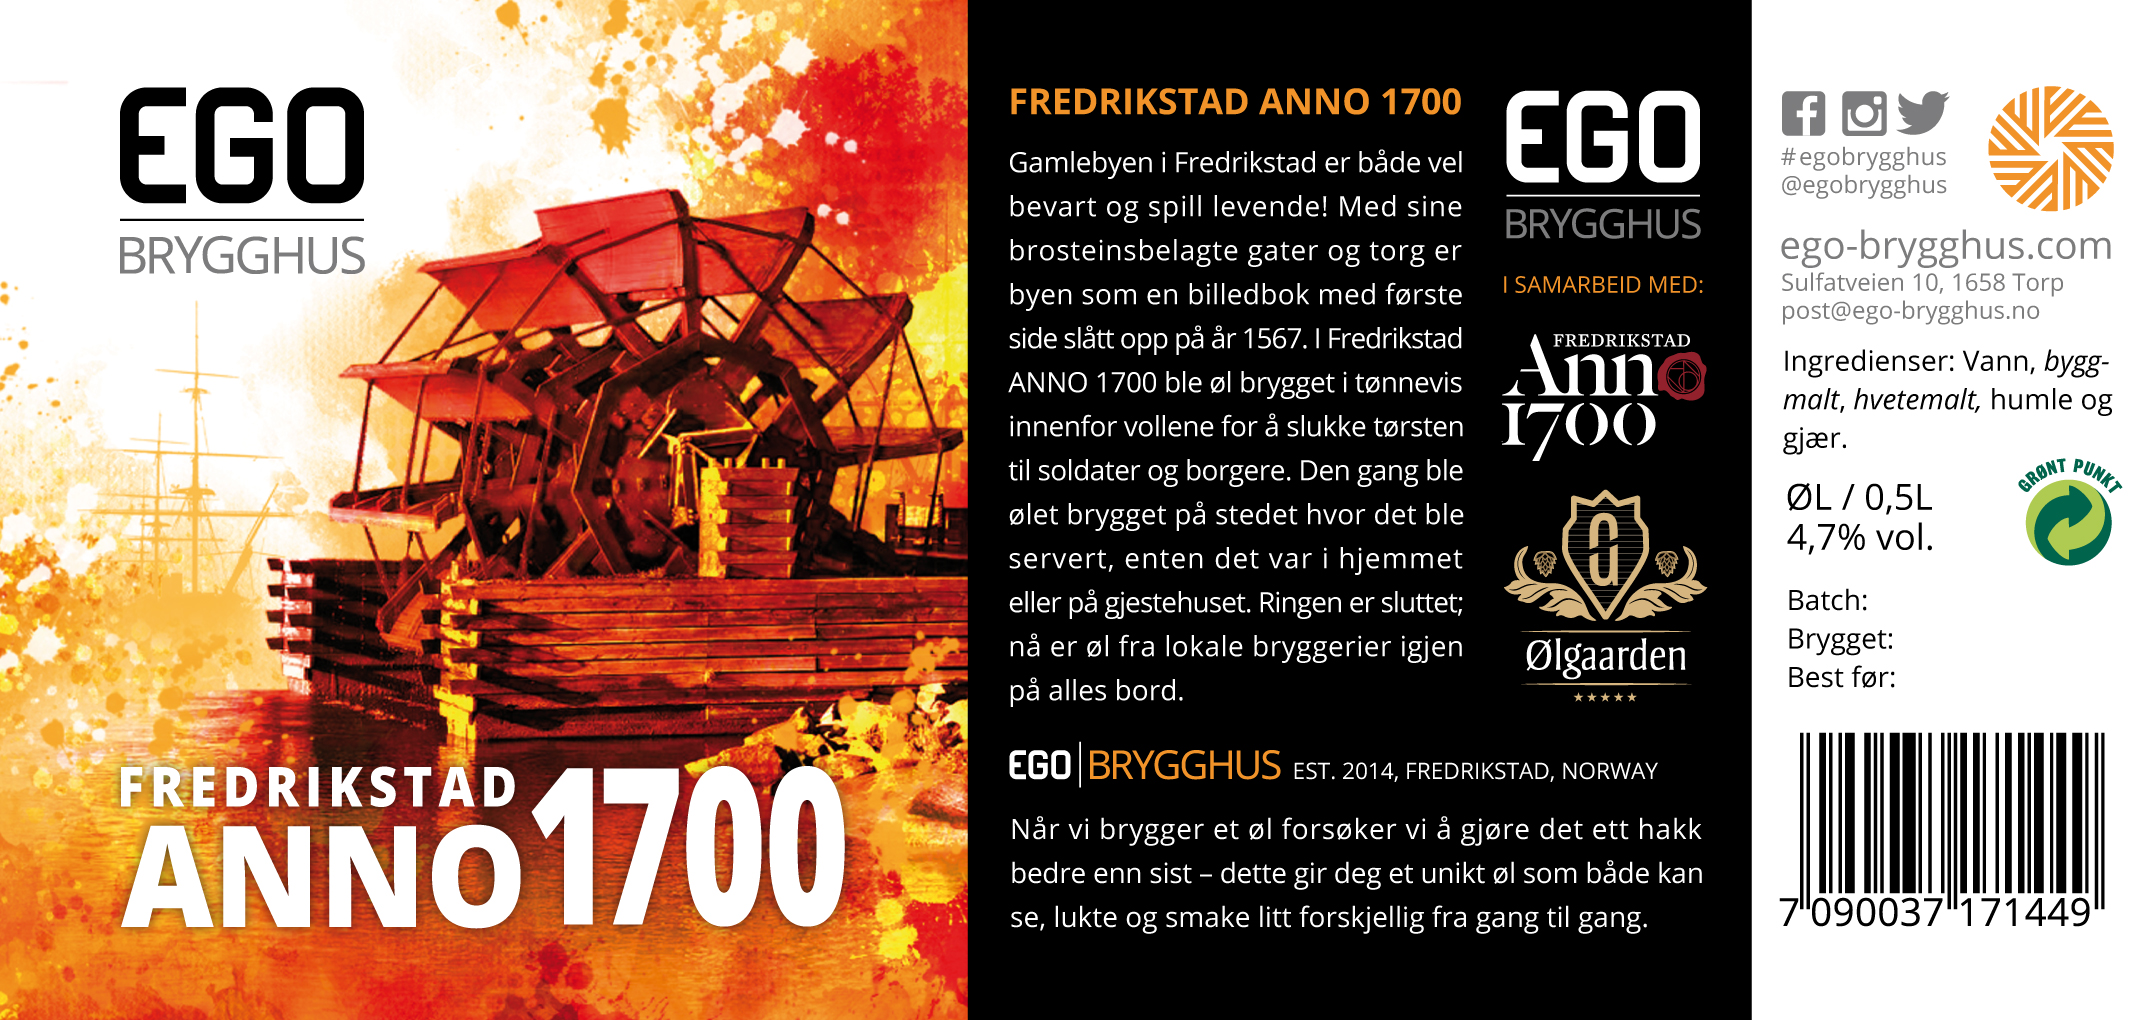 EGO
BRYGGHUS
FREDRIKSTAD
ANNO 1700
FREDRIKSTAD ANNO 1700
Gamlebyen i Fredrikstad er både vel
bevart og spill levende! Med sine
brosteinsbelagte gater og torg er
byen som en billedbok med første
side slått opp på år 1567. I Fredrikstad
ANNO 1700 ble øl brygget i tønnevis
innenfor vollene for å slukke tørsten
til soldater og borgere. Den gang ble
ølet brygget på stedet hvor det ble
servert, enten det var i hjemmet
eller på gjestehuset. Ringen er sluttet;
nå er øl fra lokale bryggerier igjen
på alles bord.
EGO
BRYGGHUS
I SAMARBEID MED:
FREDRIKSTAD
Anno
1700
Ølgaarden
EGO BRYGGHUS EST. 2014, FREDRIKSTAD, NORWAY
Når vi brygger et øl forsøker vi å gjøre det ett hakk
bedre enn sist – dette gir deg et unikt øl som både kan
se, lukte og smake litt forskjellig fra gang til gang.
#egobrygghus
@egobrygghus
ego-brygghus.com
Sulfatveien 10, 1658 Torp
post@ego-brygghus.no
Ingredienser: Vann, bygg-
malt, hvetemalt, humle og
gjær.
GRØNT PUNKT
ØL / 0,5L
4,7% vol.
Batch:
Brygget:
Best før:
7 090037 171449